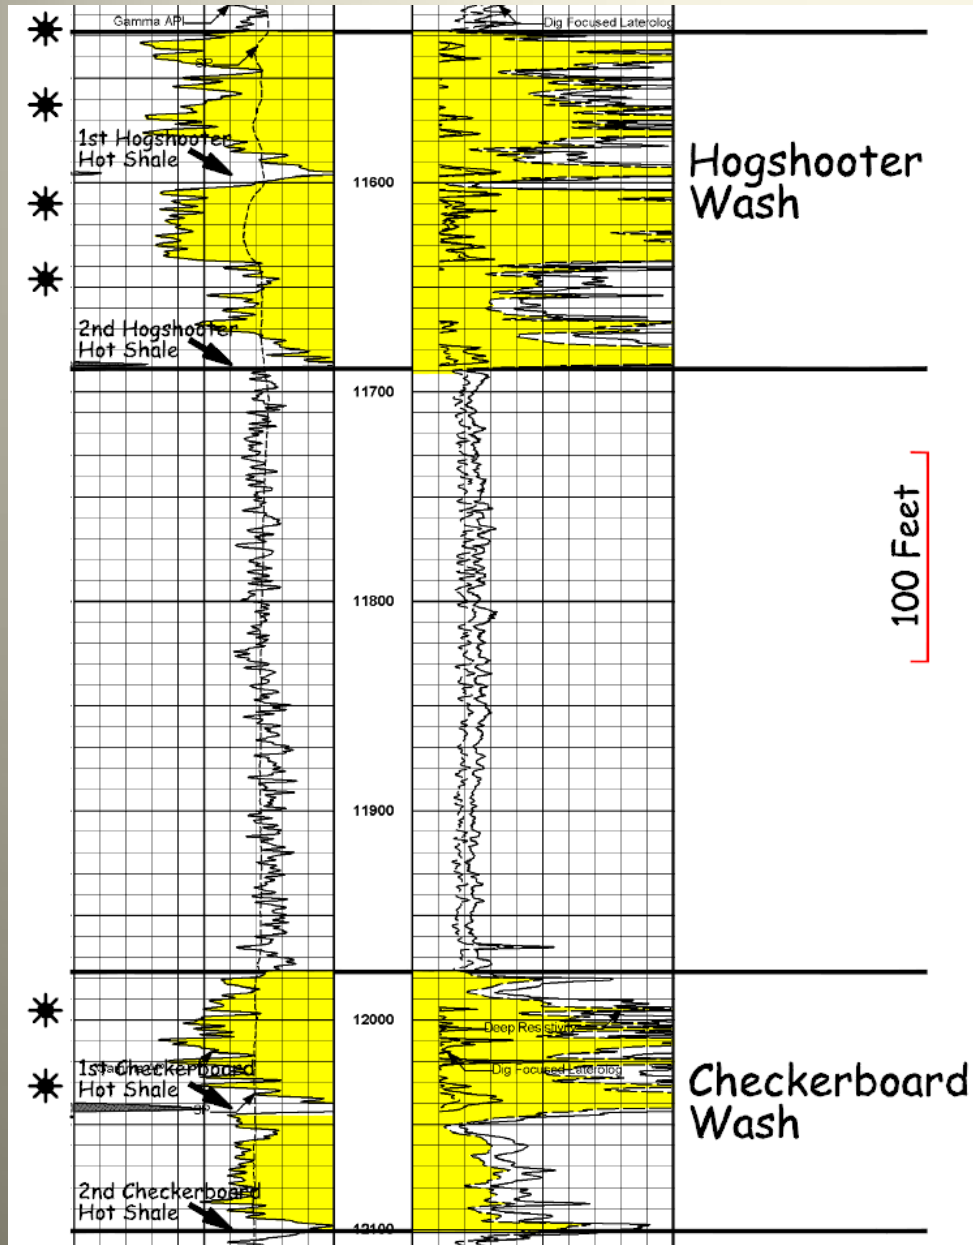 Gamma API
Dig Focused Laterolog
SP
1st Hogshooter
Hot Shale
11600
Hogshooter
Wash
2nd Hogshooter
Hot Shale
11700
100 Feet
11800
11900
12000
Deep Resistivity
1st Checkerboard
Hot Shale
Dig Focused Laterolog
SP
Checkerboard
Wash
2nd Checkerboard
Hot Shale
12100